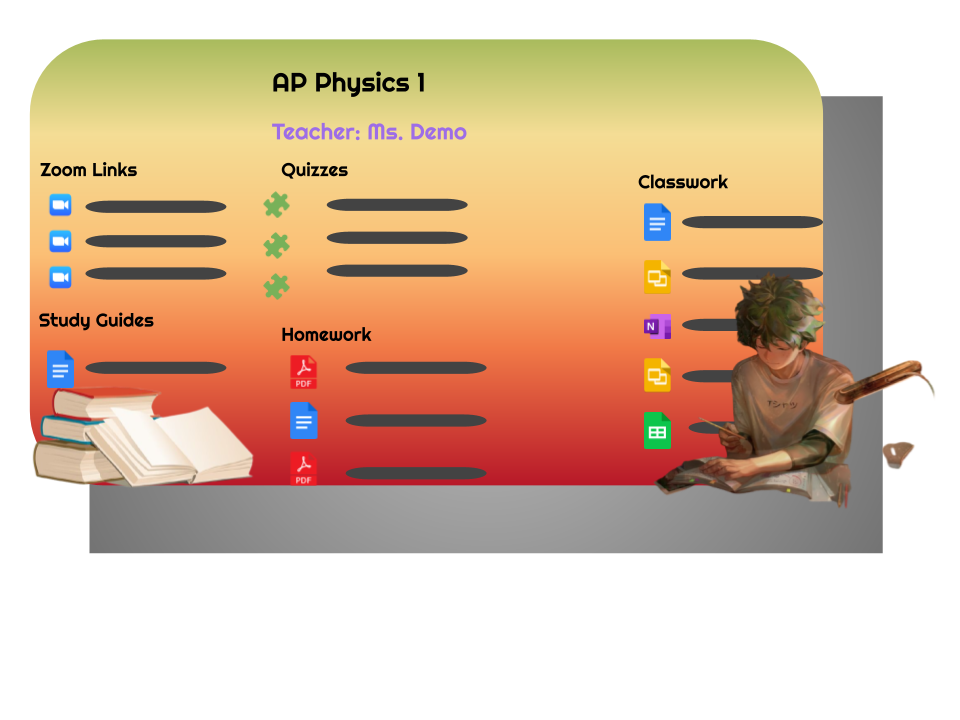 AP Physics 1
Teacher: Ms. Demo
Zoom Links
Quizzes
Classwork
N
Study Guides
Homework
PDF
PDF